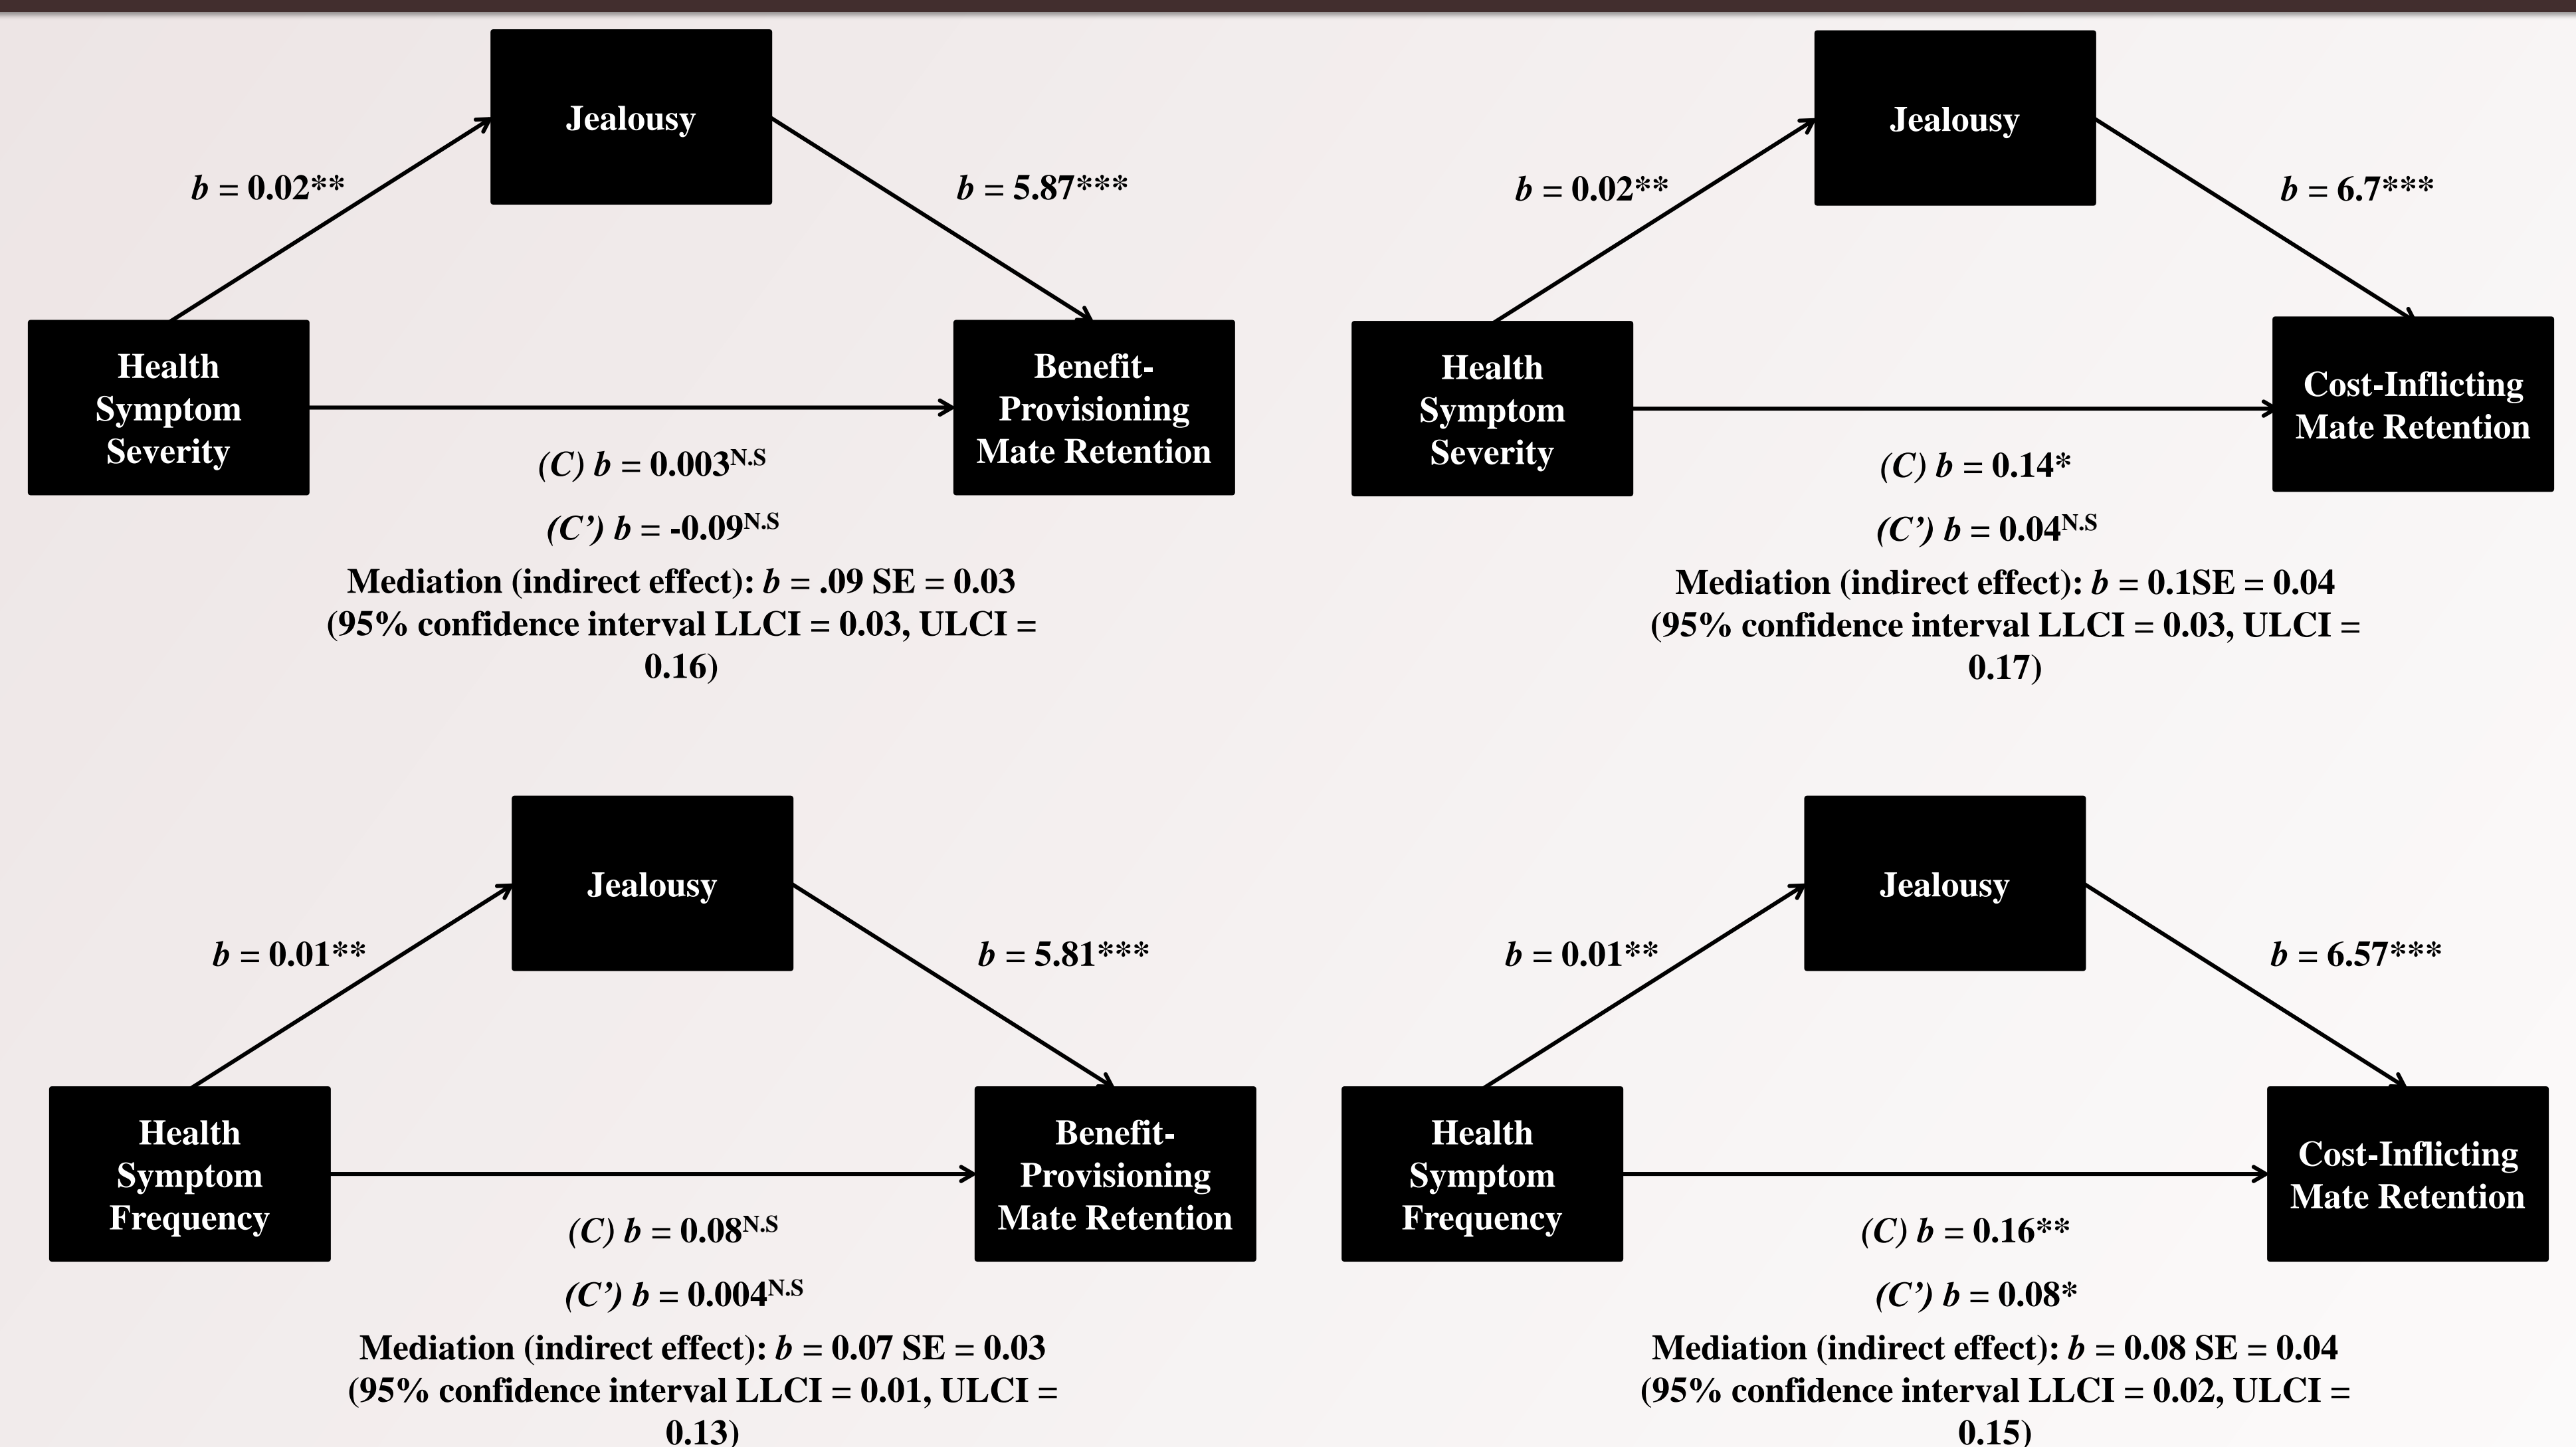 Jealousy
b = 0.02**
b = 5.87***
Health
Symptom
Severity
Benefit-
Provisioning
Mate Retention
(C) b = 0.003N.S
(C’) b = -0.09N.S
Mediation (indirect effect): b = .09 SE = 0.03
(95% confidence interval LLCI = 0.03, ULCI =
0.16)
Jealousy
b = 0.02**
b = 6.7***
Health
Symptom
Severity
Cost-Inflicting
Mate Retention
(C) b = 0.14*
(C’) b = 0.04N.S
Mediation (indirect effect): b = 0.1SE = 0.04
(95% confidence interval LLCI = 0.03, ULCI =
0.17)
Jealousy
b = 0.01**
b = 5.81***
Health
Symptom
Frequency
Benefit-
Provisioning
Mate Retention
(C) b = 0.08N.S
(C’) b = 0.004N.S
Mediation (indirect effect): b = 0.07 SE = 0.03
(95% confidence interval LLCI = 0.01, ULCI =
0.13)
Jealousy
b = 0.01**
b = 6.57***
Health
Symptom
Frequency
Cost-Inflicting
Mate Retention
(C) b = 0.16**
(C’) b = 0.08*
Mediation (indirect effect): b = 0.08 SE = 0.04
(95% confidence interval LLCI = 0.02, ULCI =
0.15)